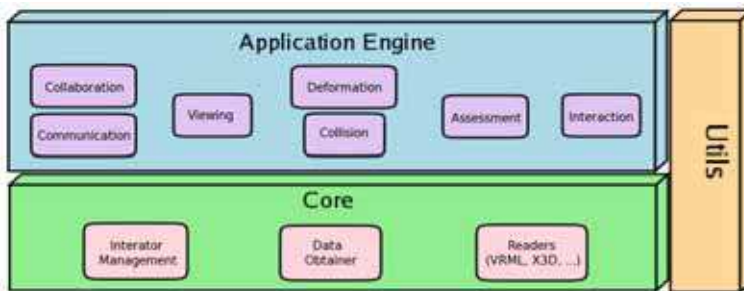 Application Engine
Collaboration
Communication
Viewing
Deformation
Collision
Assessment
Interaction
Core
Interator
Management
Data
Obtainer
Readers
(VRML, X3D, ...)
Utils